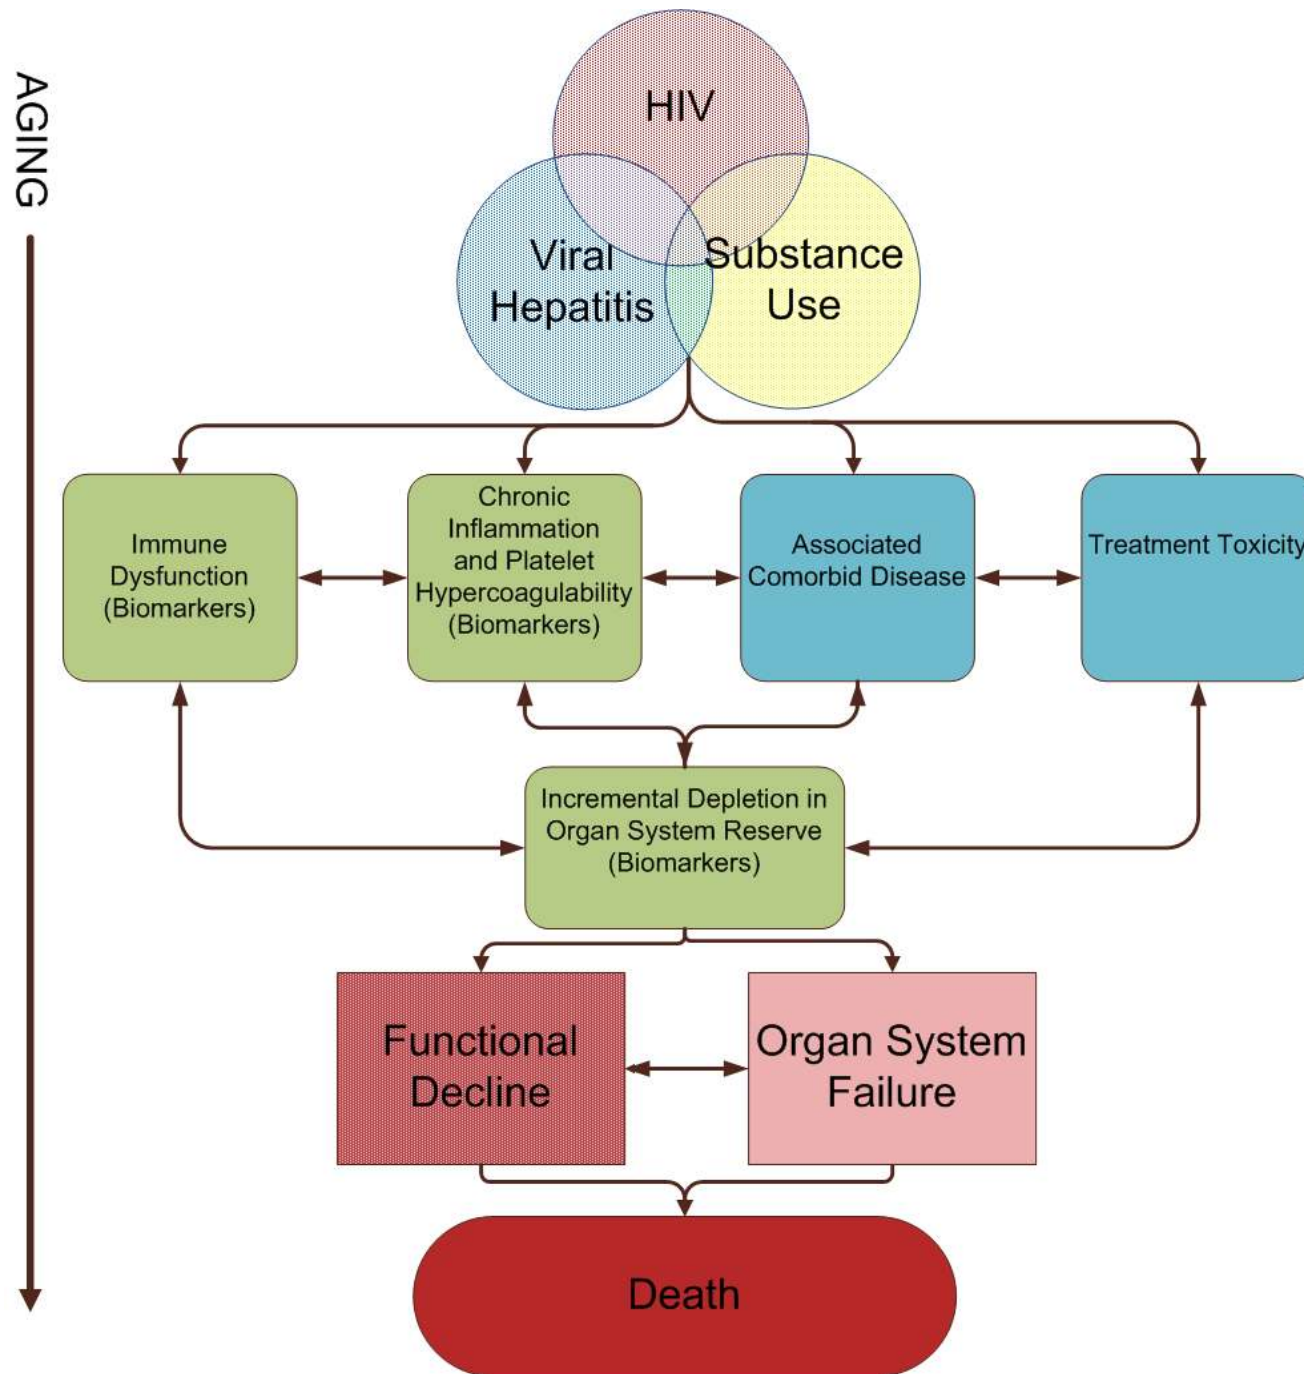 AGING
HIV
Viral
Hepatitis
Substance
Use
Immune
Dysfunction
(Biomarkers)
Chronic
Inflammation
and Platelet
Hypercoagulability
(Biomarkers)
Associated
Comorbid Disease
Treatment Toxicity
Incremental Depletion in
Organ System Reserve
(Biomarkers)
Functional
Decline
Organ System
Failure
Death